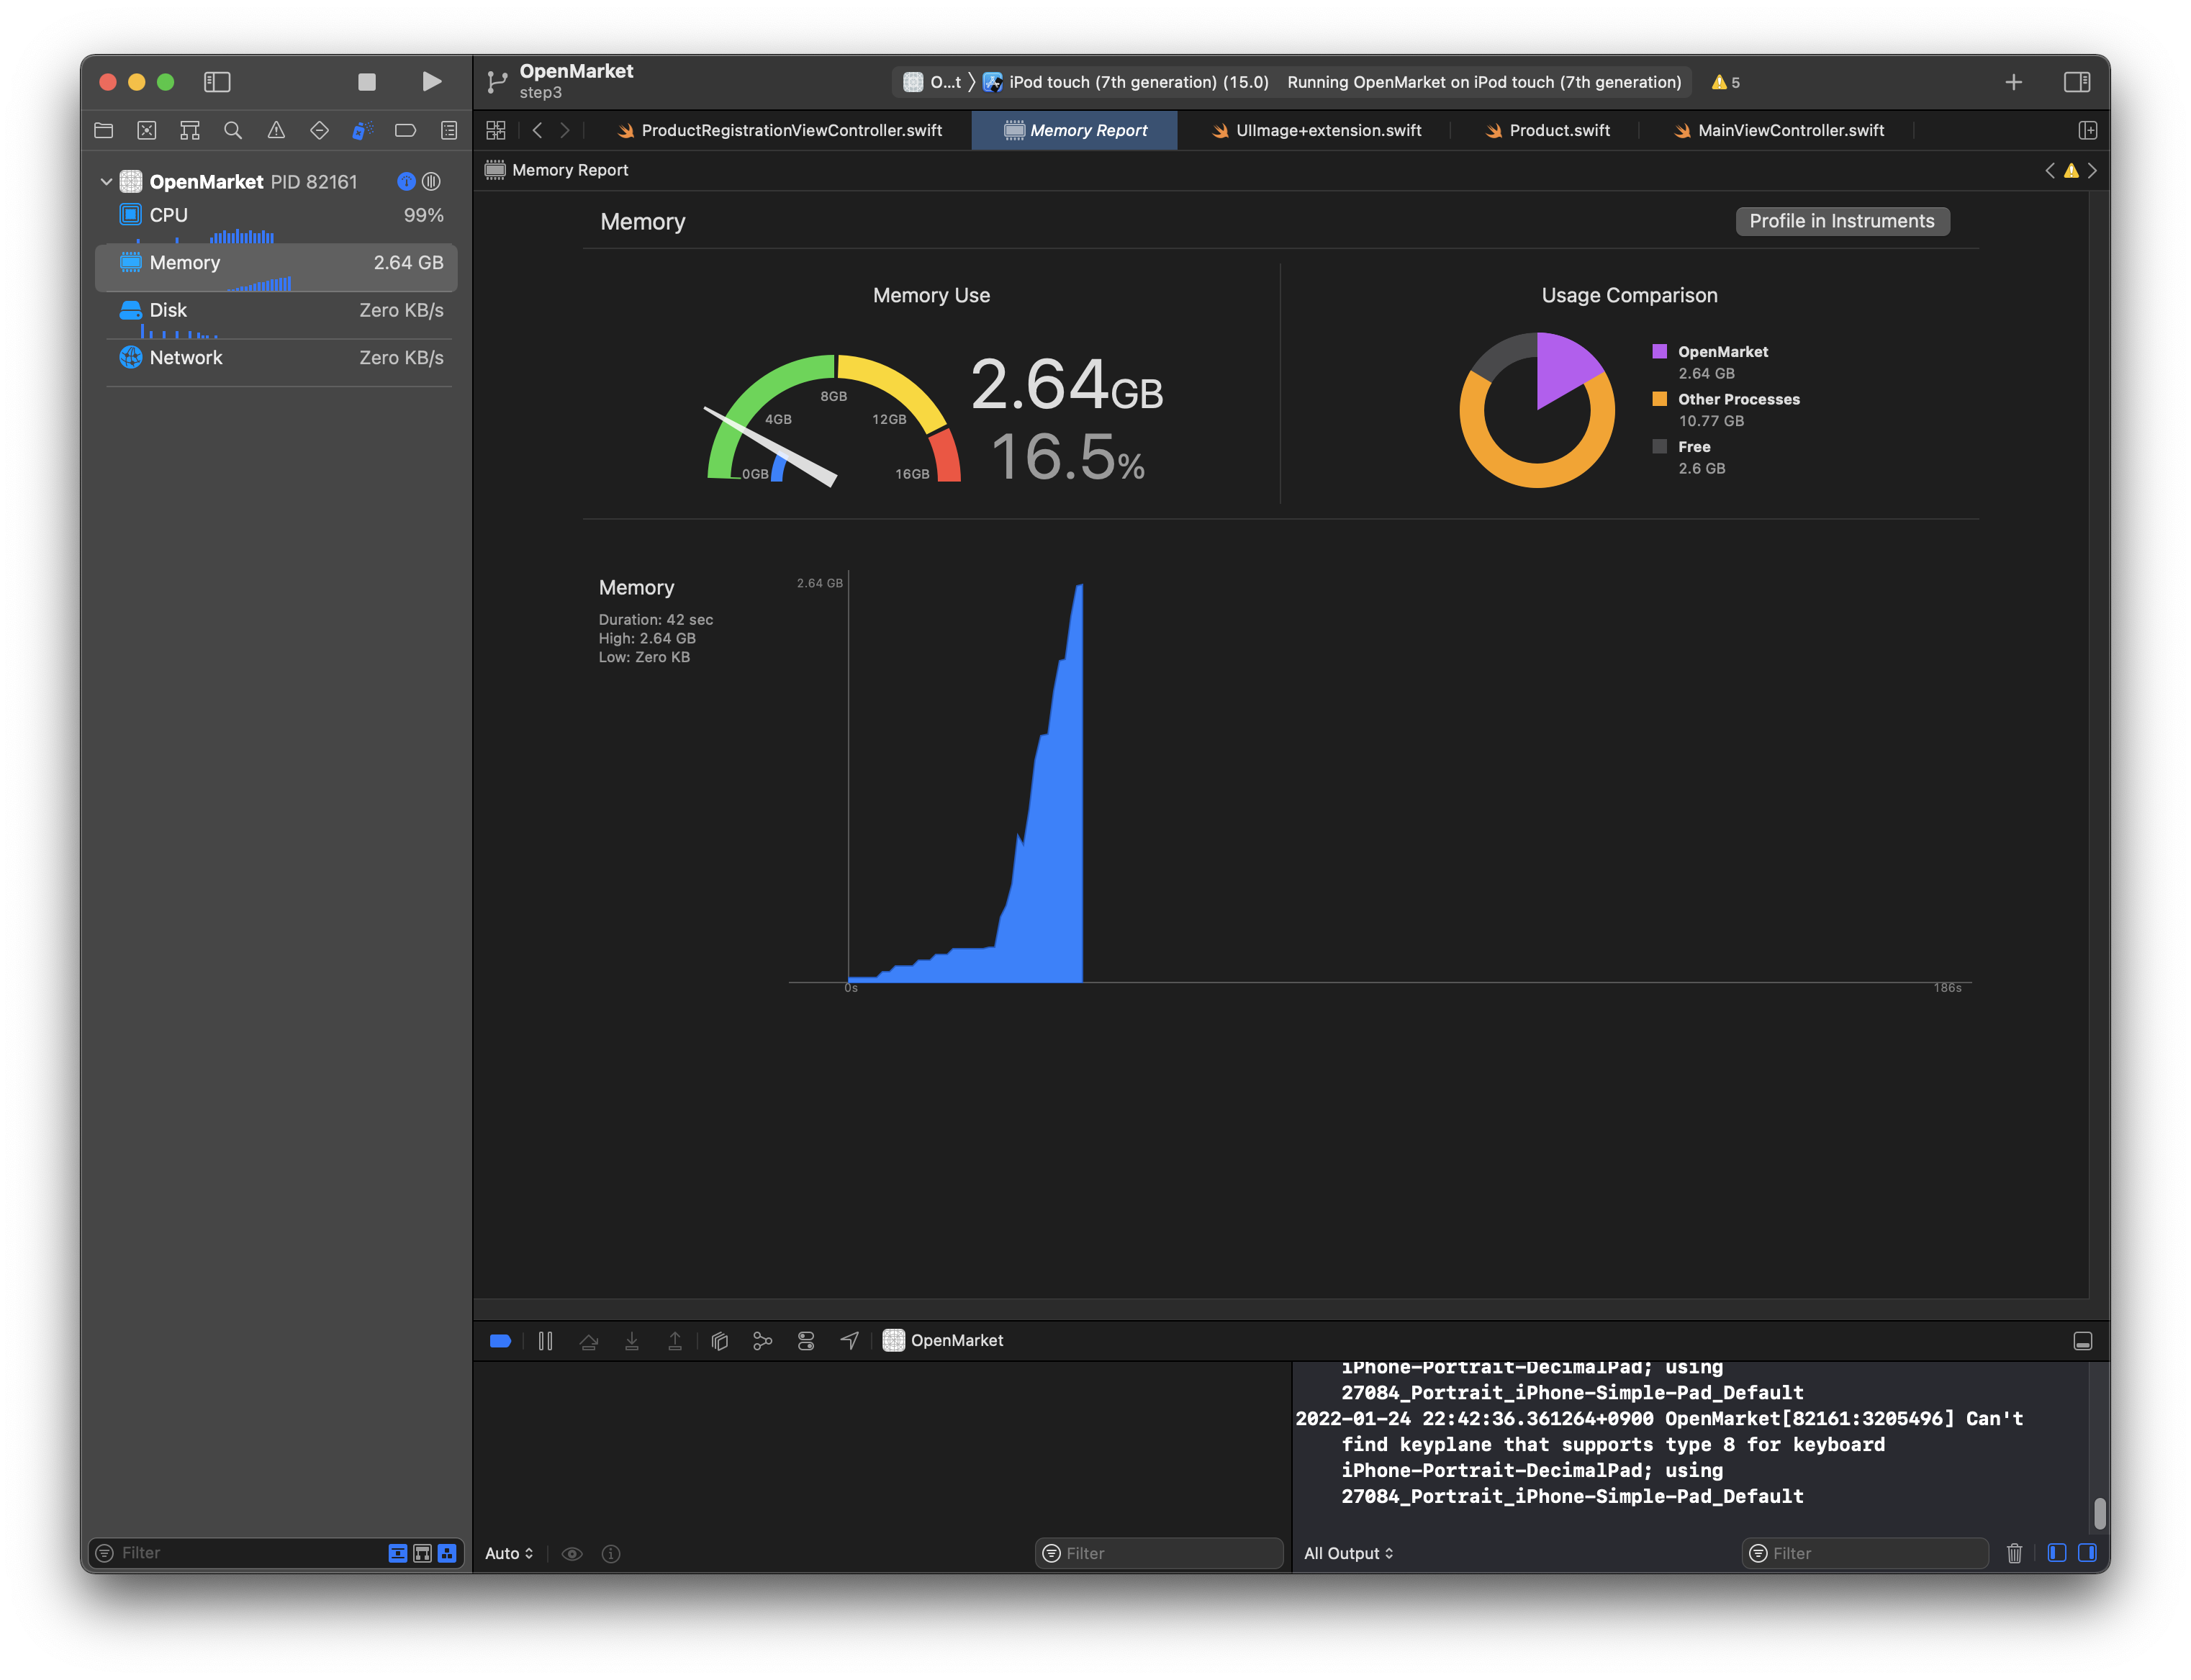 OpenMarket
step3
O...t
iPod touch (7th generation) (15.0)
Running OpenMarket on iPod touch (7th generation)
5
ProductRegistrationViewController.swift
Memory Report
UIImage+extension.swift
Product.swift
MainViewController.swift
OpenMarket PID 82161
CPU 99%
Memory 2.64 GB
Disk Zero KB/s
Network Zero KB/s
Memory Report
Memory
Profile in Instruments
Memory Use
0GB
4GB
8GB
12GB
16GB
2.64GB
16.5%
Usage Comparison
OpenMarket
2.64 GB
Other Processes
10.77 GB
Free
2.6 GB
Memory
Duration: 42 sec
High: 2.64 GB
Low: Zero KB
2.64 GB
0s
186s
OpenMarket
iPhone-Portrait-DecimalPad; using
27084_Portrait_iPhone-Simple-Pad_Default
2022-01-24 22:42:36.361264+0900 OpenMarket[82161:3205496] Can't
find keyplane that supports type 8 for keyboard
iPhone-Portrait-DecimalPad; using
27084_Portrait_iPhone-Simple-Pad_Default
Filter
Auto
Filter
All Output
Filter